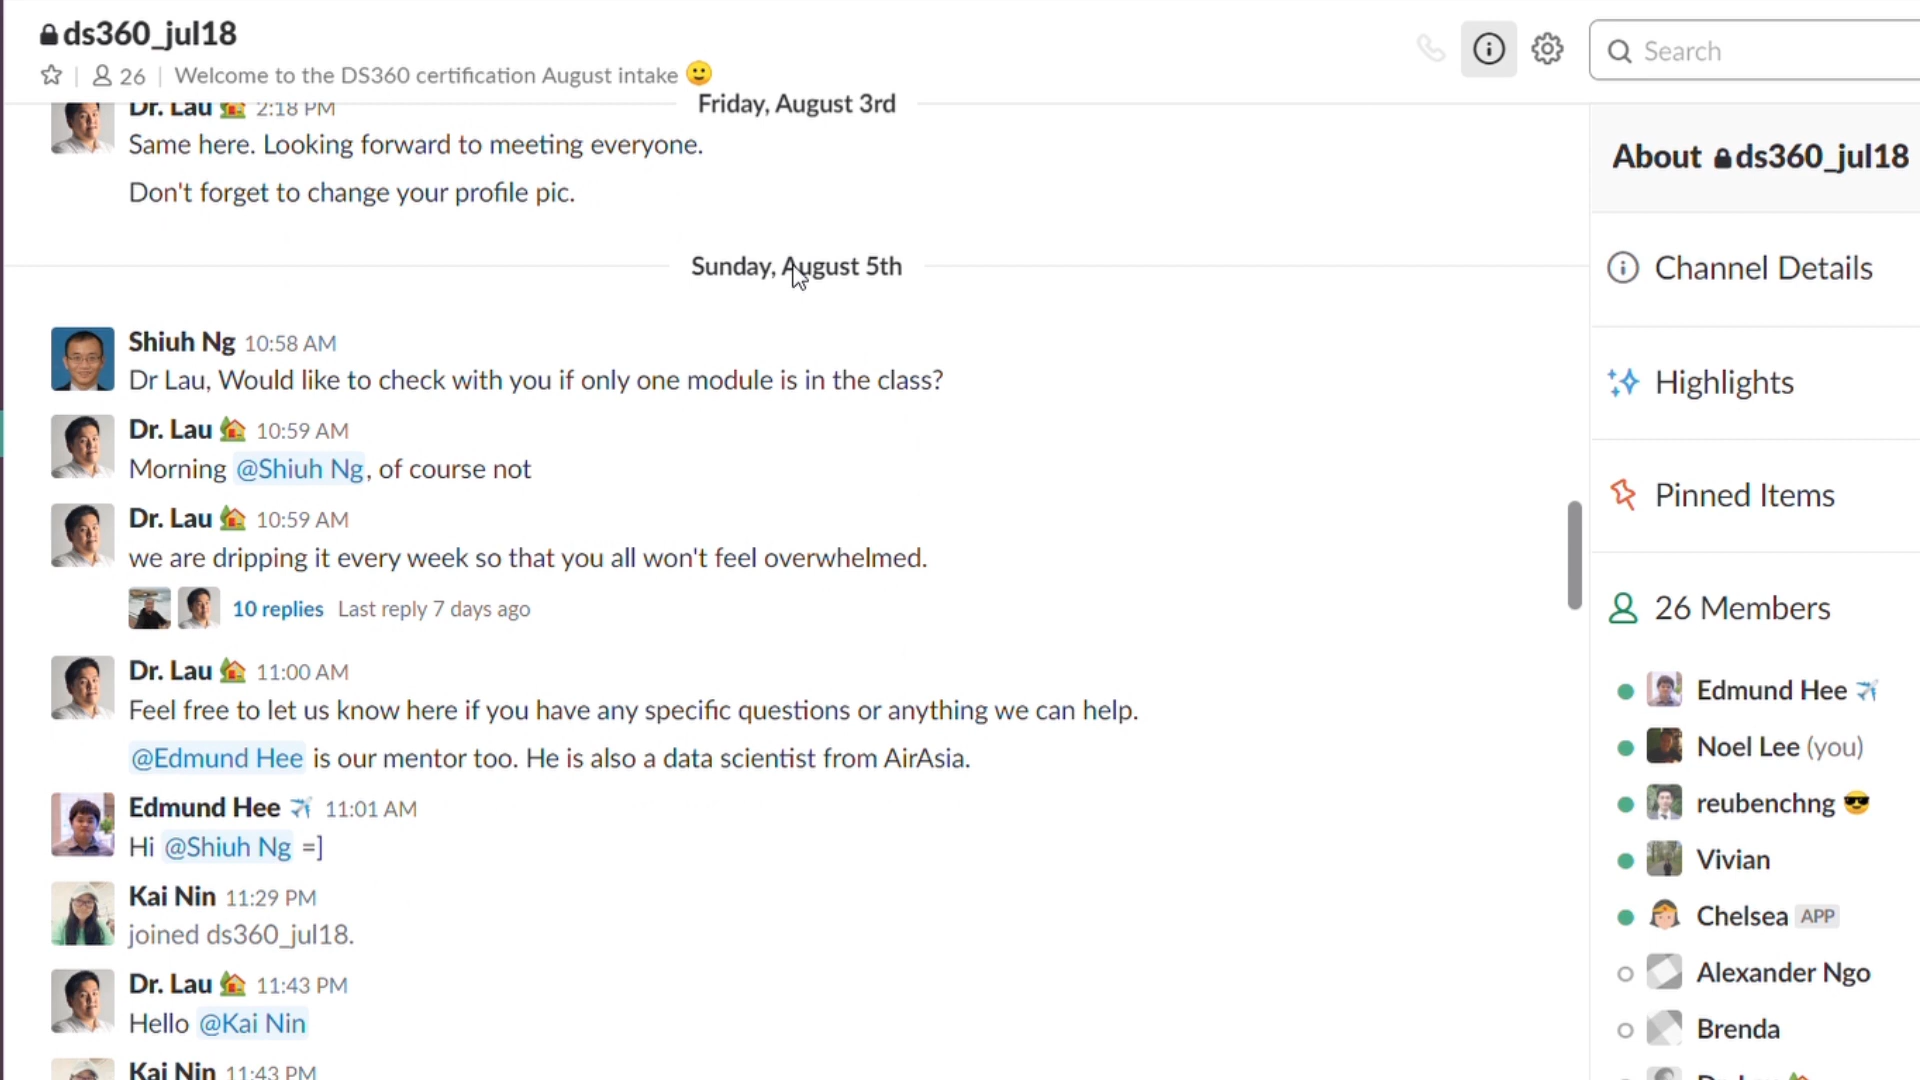 ds360_jul18
26 Welcome to the DS360 certification August intake
Search
Friday, August 3rd
Dr. Lau 2:18 PM
Same here. Looking forward to meeting everyone.
Don't forget to change your profile pic.
Sunday, August 5th
Shiuh Ng 10:58 AM
Dr Lau, Would like to check with you if only one module is in the class?
Dr. Lau 10:59 AM
Morning @Shiuh Ng, of course not
Dr. Lau 10:59 AM
we are dripping it every week so that you all won't feel overwhelmed.
10 replies Last reply 7 days ago
Dr. Lau 11:00 AM
Feel free to let us know here if you have any specific questions or anything we can help.
@Edmund Hee is our mentor too. He is also a data scientist from AirAsia.
Edmund Hee 11:01 AM
Hi @Shiuh Ng =]
Kai Nin 11:29 PM
joined ds360_jul18.
Dr. Lau 11:43 PM
Hello @Kai Nin
Kai Nin 11:43 PM
About ds360_jul18
Channel Details
Highlights
Pinned Items
26 Members
Edmund Hee
Noel Lee (you)
reubenchng
Vivian
Chelsea APP
Alexander Ngo
Brenda